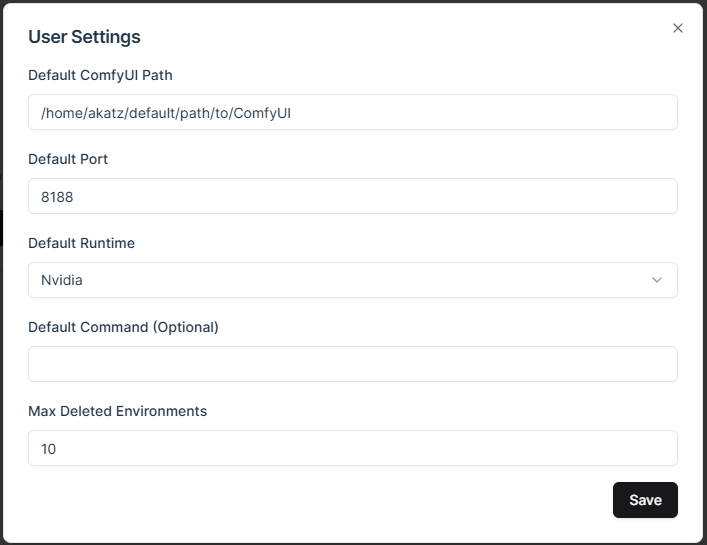 User Settings
Default ComfyUI Path
/home/akatz/default/path/to/ComfyUI
Default Port
8188
Default Runtime
Nvidia
Default Command (Optional)
Max Deleted Environments
10
Save